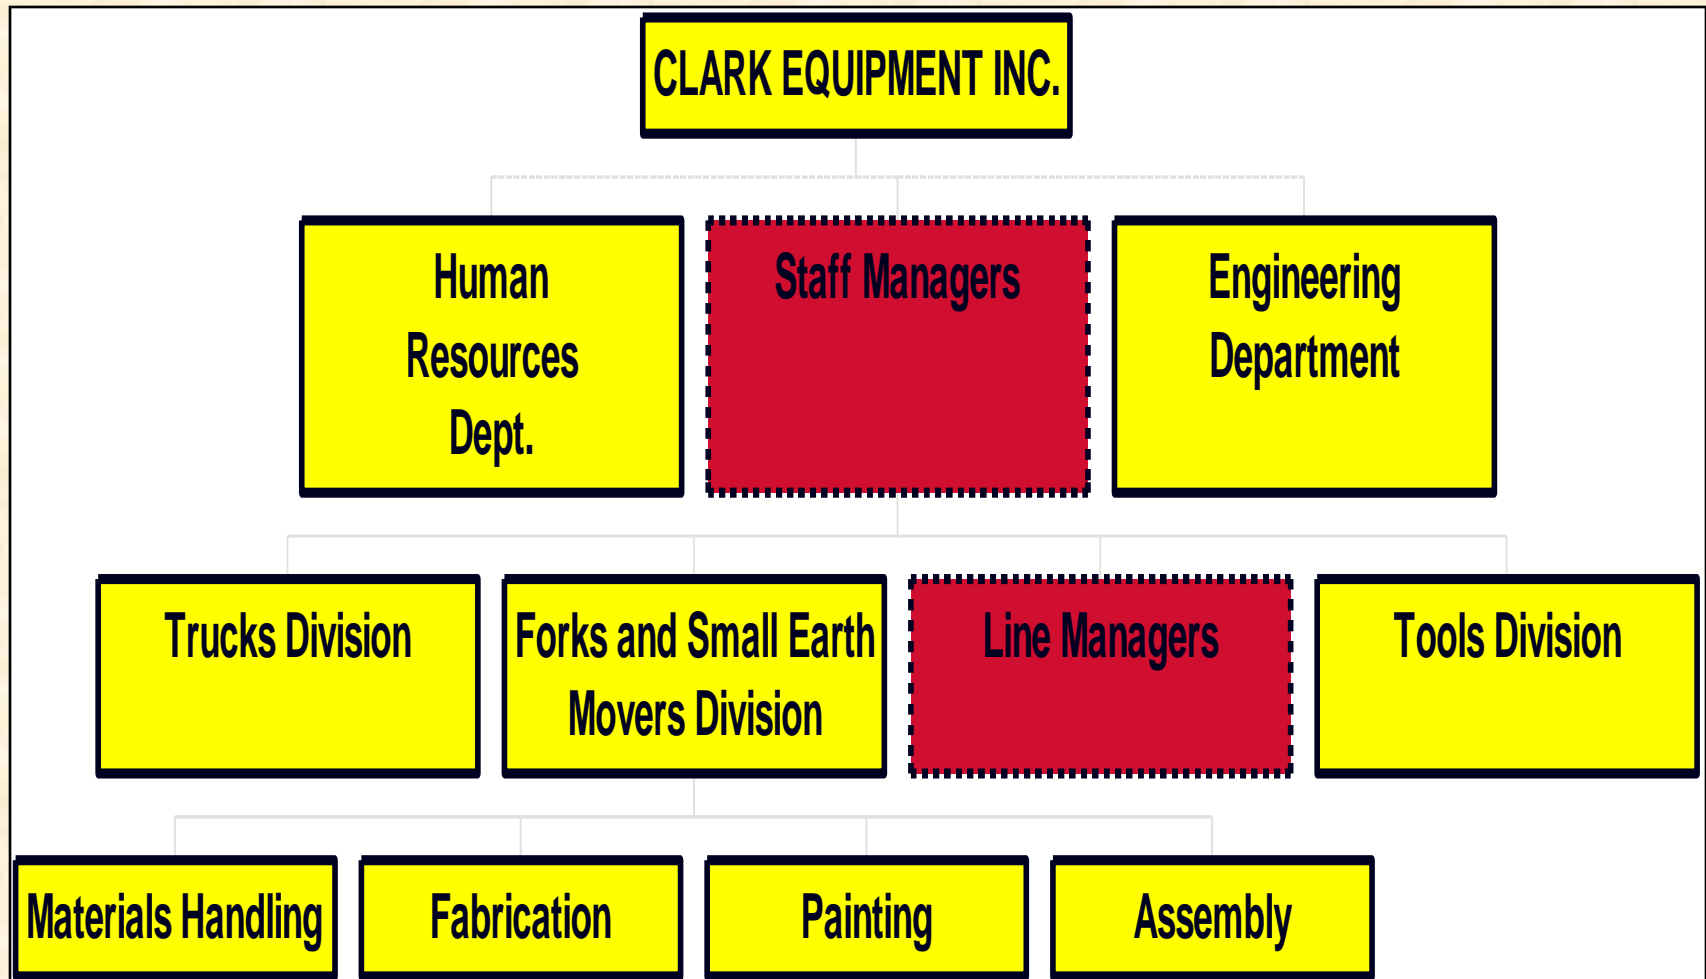 CLARK EQUIPMENT INC.
Human
Resources
Dept.
Staff Managers
Engineering
Department
Trucks Division
Forks and Small Earth
Movers Division
Line Managers
Tools Division
Materials Handling
Fabrication
Painting
Assembly